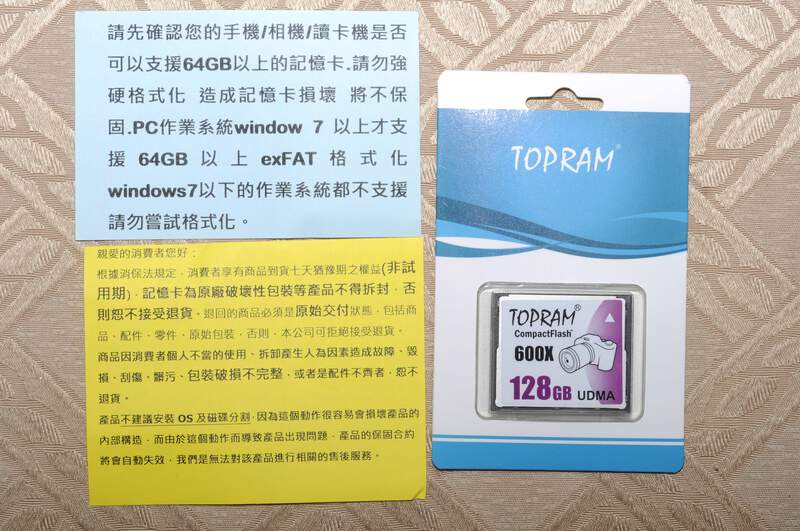 請先確認您的手機/相機/讀卡機是否
可以支援64GB以上的記憶卡.請勿強
硬格式化 造成記憶卡損壞 將不保
固.PC作業系統window 7 以上才支
援 64GB 以上 exFAT 格式化
windows7以下的作業系統都不支援
請勿嘗試格式化。
親愛的消費者您好:
根據消保法規定,消費者享有商品到貨七天猶豫期之權益(非試
用期),記憶卡為原廠破壞性包裝等產品不得拆封,否
則恕不接受退貨。退回的商品必須是原始交付狀態,包括商
品、配件、零件、原始包裝,否則,本公司可拒絕接受退貨。
商品因消費者個人不當的使用、拆卸產生人為因素造成故障、毀
損、刮傷、髒污、包裝破損不完整,或者是配件不齊者,恕不
退貨。
產品不建議安裝 OS 及磁碟分割,因為這個動作很容易會損壞產品的
內部構造,而由於這個動作而導致產品出現問題,產品的保固合約
將會自動失效,我們是無法對該產品進行相關的售後服務。
TOPRAM®
TOPRAM®
CompactFlash®
600X
128GB UDMA